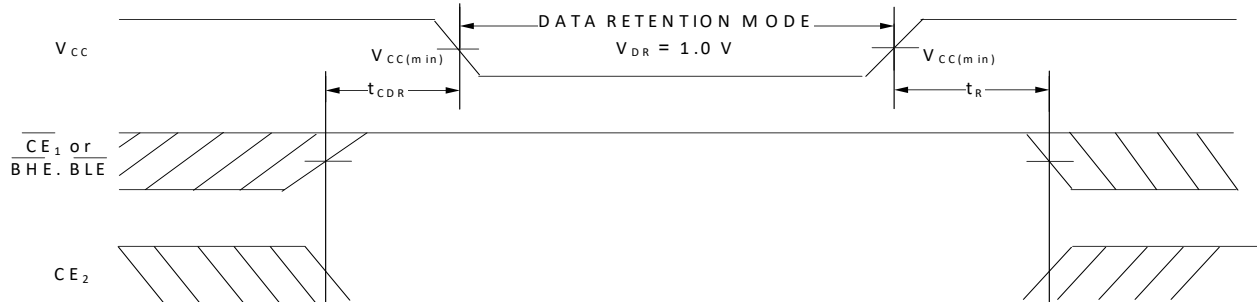 DATA RETENTION MODE
VCC
VCC(min)
VDR = 1.0 V
VCC(min)
tCDR
tR
CE1 or
BHE. BLE
CE2